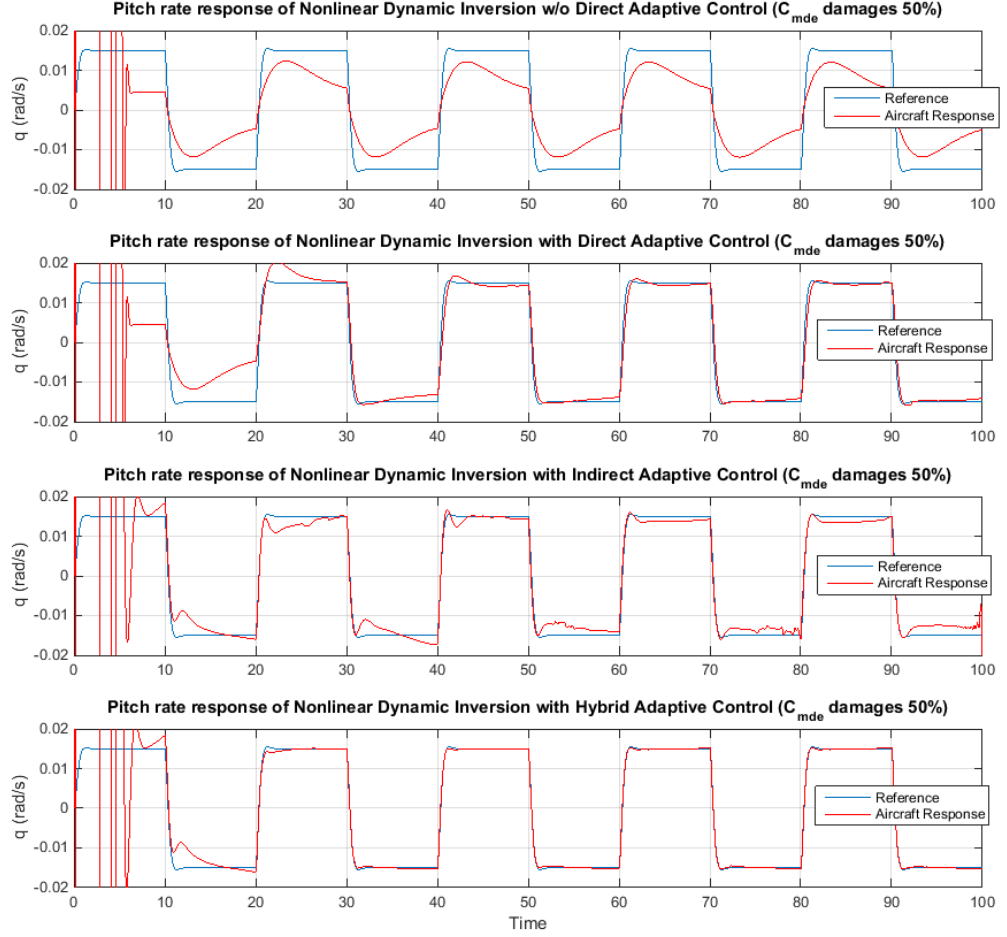 Pitch rate response of Nonlinear Dynamic Inversion w/o Direct Adaptive Control (Cmde damages 50%)
0.02
0.01
0
-0.01
-0.02
q (rad/s)
Reference
Aircraft Response
0 10 20 30 40 50 60 70 80 90 100
Pitch rate response of Nonlinear Dynamic Inversion with Direct Adaptive Control (Cmde damages 50%)
0.02
0.01
0
-0.01
-0.02
q (rad/s)
Reference
Aircraft Response
0 10 20 30 40 50 60 70 80 90 100
Pitch rate response of Nonlinear Dynamic Inversion with Indirect Adaptive Control (Cmde damages 50%)
0.02
0.01
0
-0.01
-0.02
q (rad/s)
Reference
Aircraft Response
0 10 20 30 40 50 60 70 80 90 100
Pitch rate response of Nonlinear Dynamic Inversion with Hybrid Adaptive Control (Cmde damages 50%)
0.02
0.01
0
-0.01
-0.02
q (rad/s)
Reference
Aircraft Response
0 10 20 30 40 50 60 70 80 90 100
Time